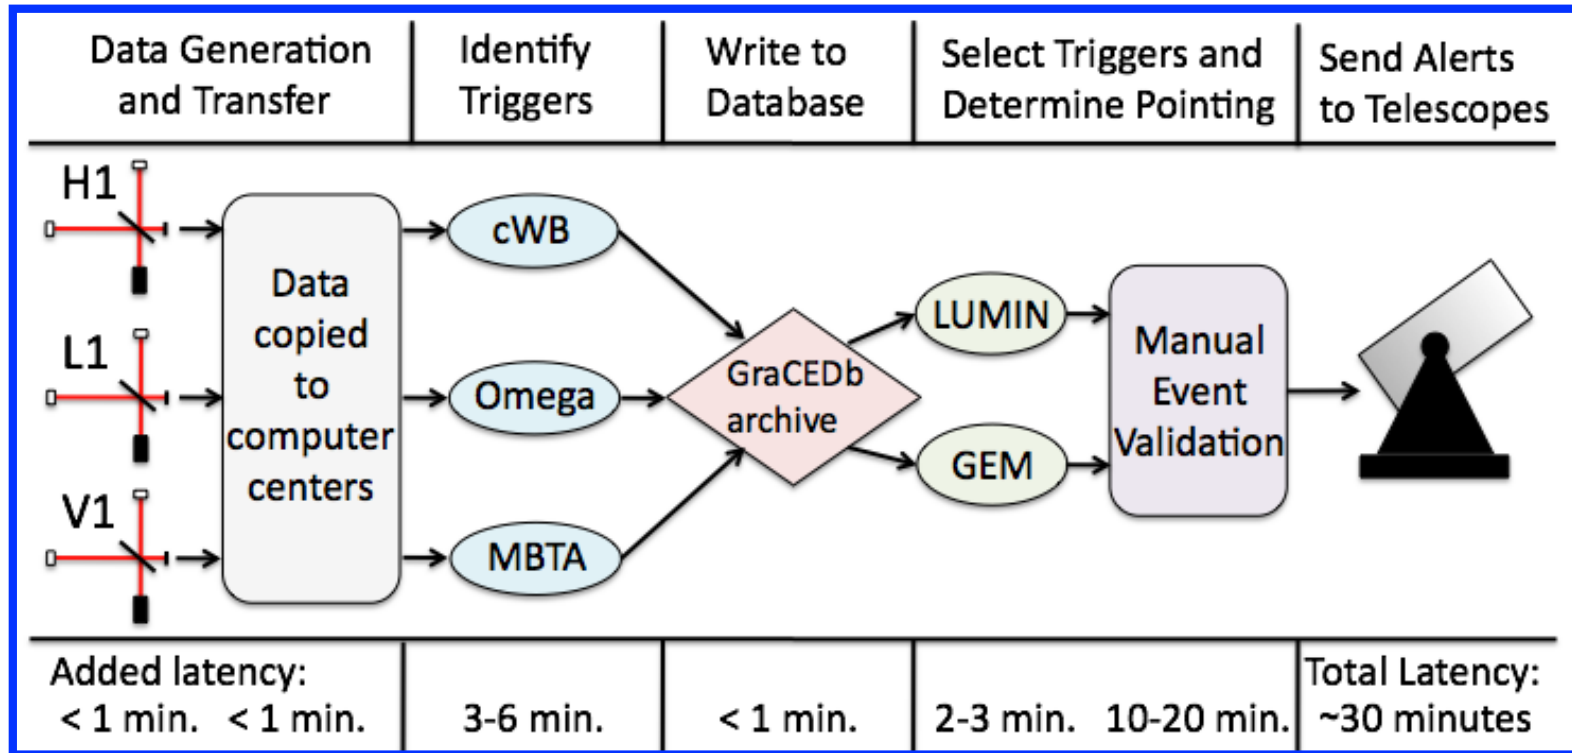 Data Generation
and Transfer
Identify
Triggers
Write to
Database
Select Triggers and
Determine Pointing
Send Alerts
to Telescopes
H1
L1
V1
Data
copied
to
computer
centers
cWB
Omega
MBTA
GraCEDb
archive
LUMIN
GEM
Manual
Event
Validation
Added latency:
< 1 min. < 1 min.
3-6 min.
< 1 min.
2-3 min. 10-20 min.
Total Latency:
~30 minutes